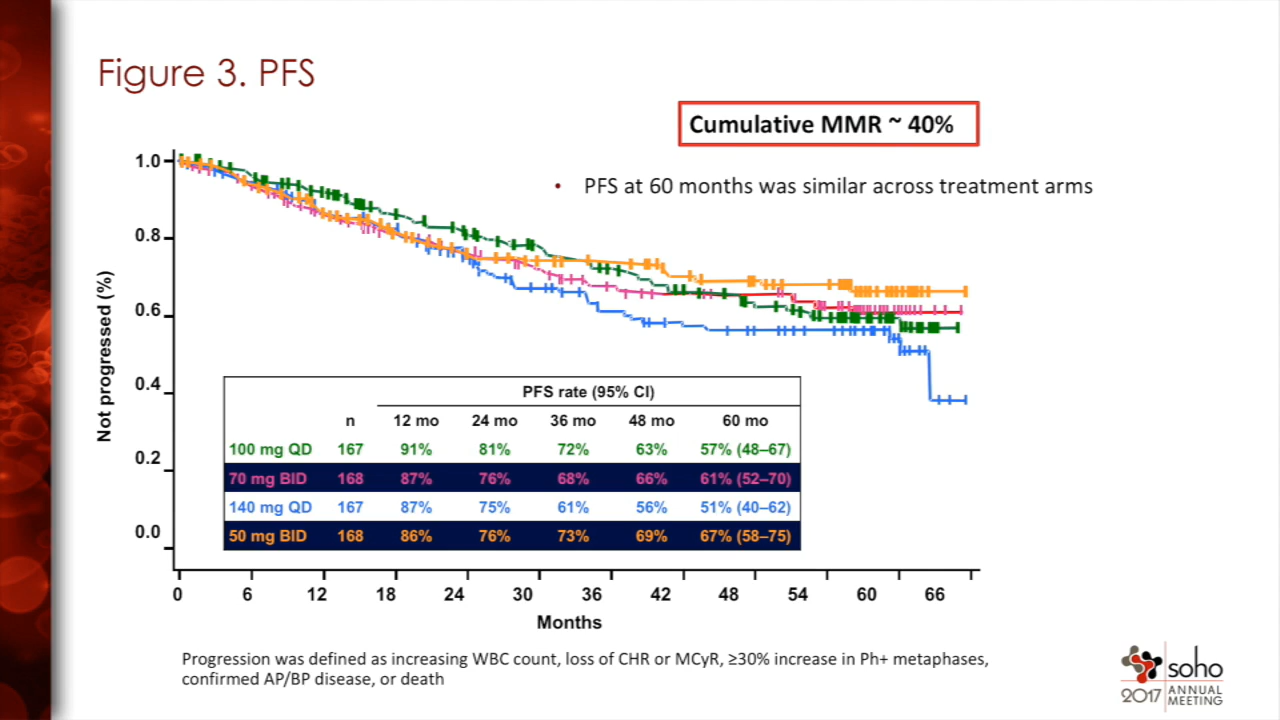 Figure 3. PFS
Cumulative MMR ~ 40%
• PFS at 60 months was similar across treatment arms
Not progressed (%)
1.0
0.8
0.6
0.4
0.2
0.0
PFS rate (95% CI)
n 12 mo 24 mo 36 mo 48 mo 60 mo
100 mg QD 167 91% 81% 72% 63% 57% (48–67)
70 mg BID 168 87% 76% 68% 66% 61% (52–70)
140 mg QD 167 87% 75% 61% 56% 51% (40–62)
50 mg BID 168 86% 76% 73% 69% 67% (58–75)
0 6 12 18 24 30 36 42 48 54 60 66
Months
Progression was defined as increasing WBC count, loss of CHR or MCyR, ≥30% increase in Ph+ metaphases,
confirmed AP/BP disease, or death
soho
2017 ANNUAL
MEETING